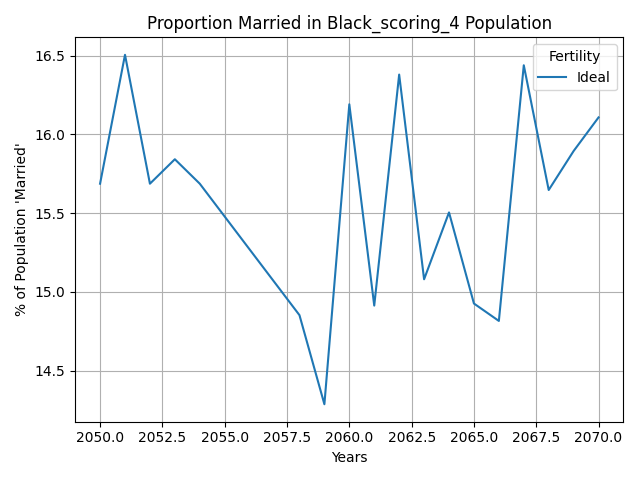 Proportion Married in Black_scoring_4 Population
Fertility
Ideal
% of Population 'Married'
16.5
16.0
15.5
15.0
14.5
2050.0 2052.5 2055.0 2057.5 2060.0 2062.5 2065.0 2067.5 2070.0
Years